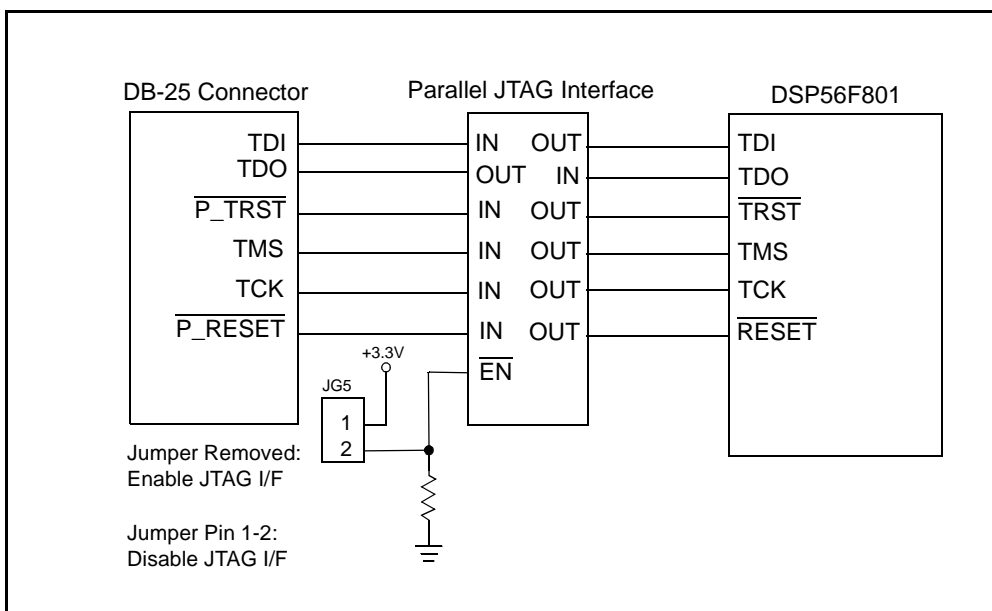 DB-25 Connector Parallel JTAG Interface DSP56F801
TDI IN OUT TDI
TDO OUT IN TDO
P_TRST IN OUT TRST
TMS IN OUT TMS
TCK IN OUT TCK
P_RESET IN OUT RESET
+3.3V
EN
JG5
1
2
Jumper Removed:
Enable JTAG I/F
Jumper Pin 1-2:
Disable JTAG I/F